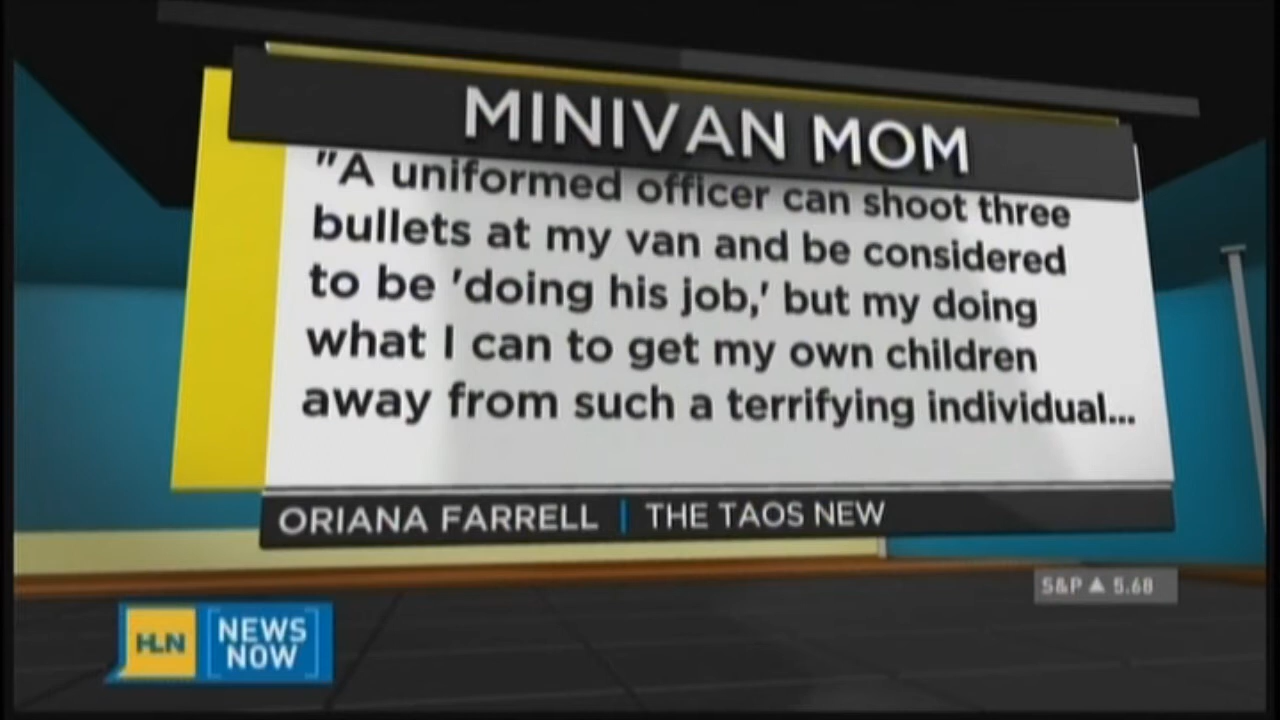 MINIVAN MOM
"A uniformed officer can shoot three
bullets at my van and be considered
to be 'doing his job,' but my doing
what I can to get my own children
away from such a terrifying individual...
ORIANA FARRELL | THE TAOS NEW
S&P ▲ 5.68
HLN NEWS
NOW